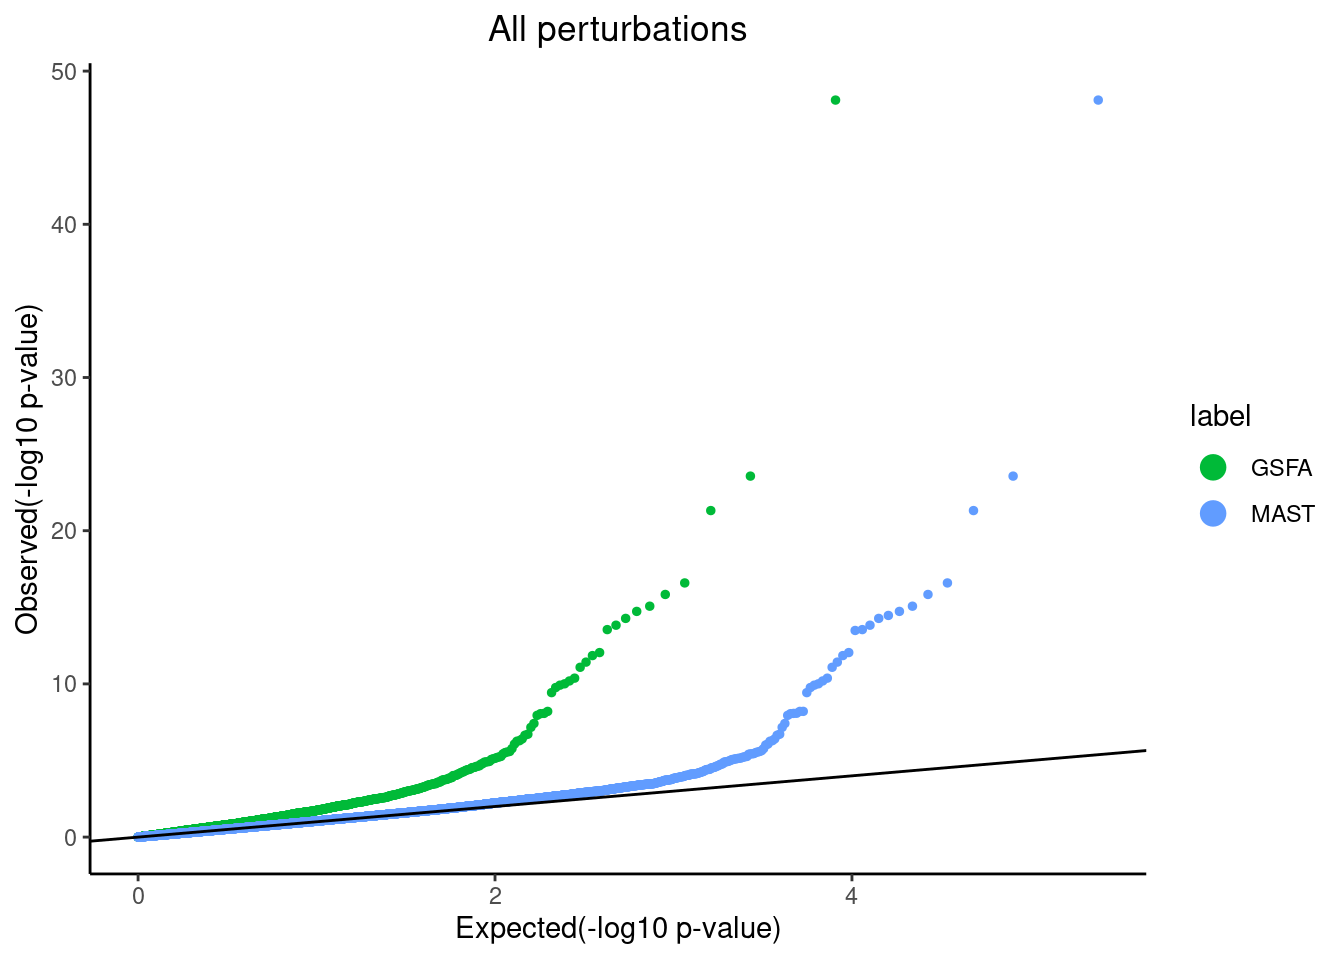 All perturbations
Observed(-log10 p-value)
50
40
30
20
10
0
0 2 4
Expected(-log10 p-value)
label
GSFA
MAST